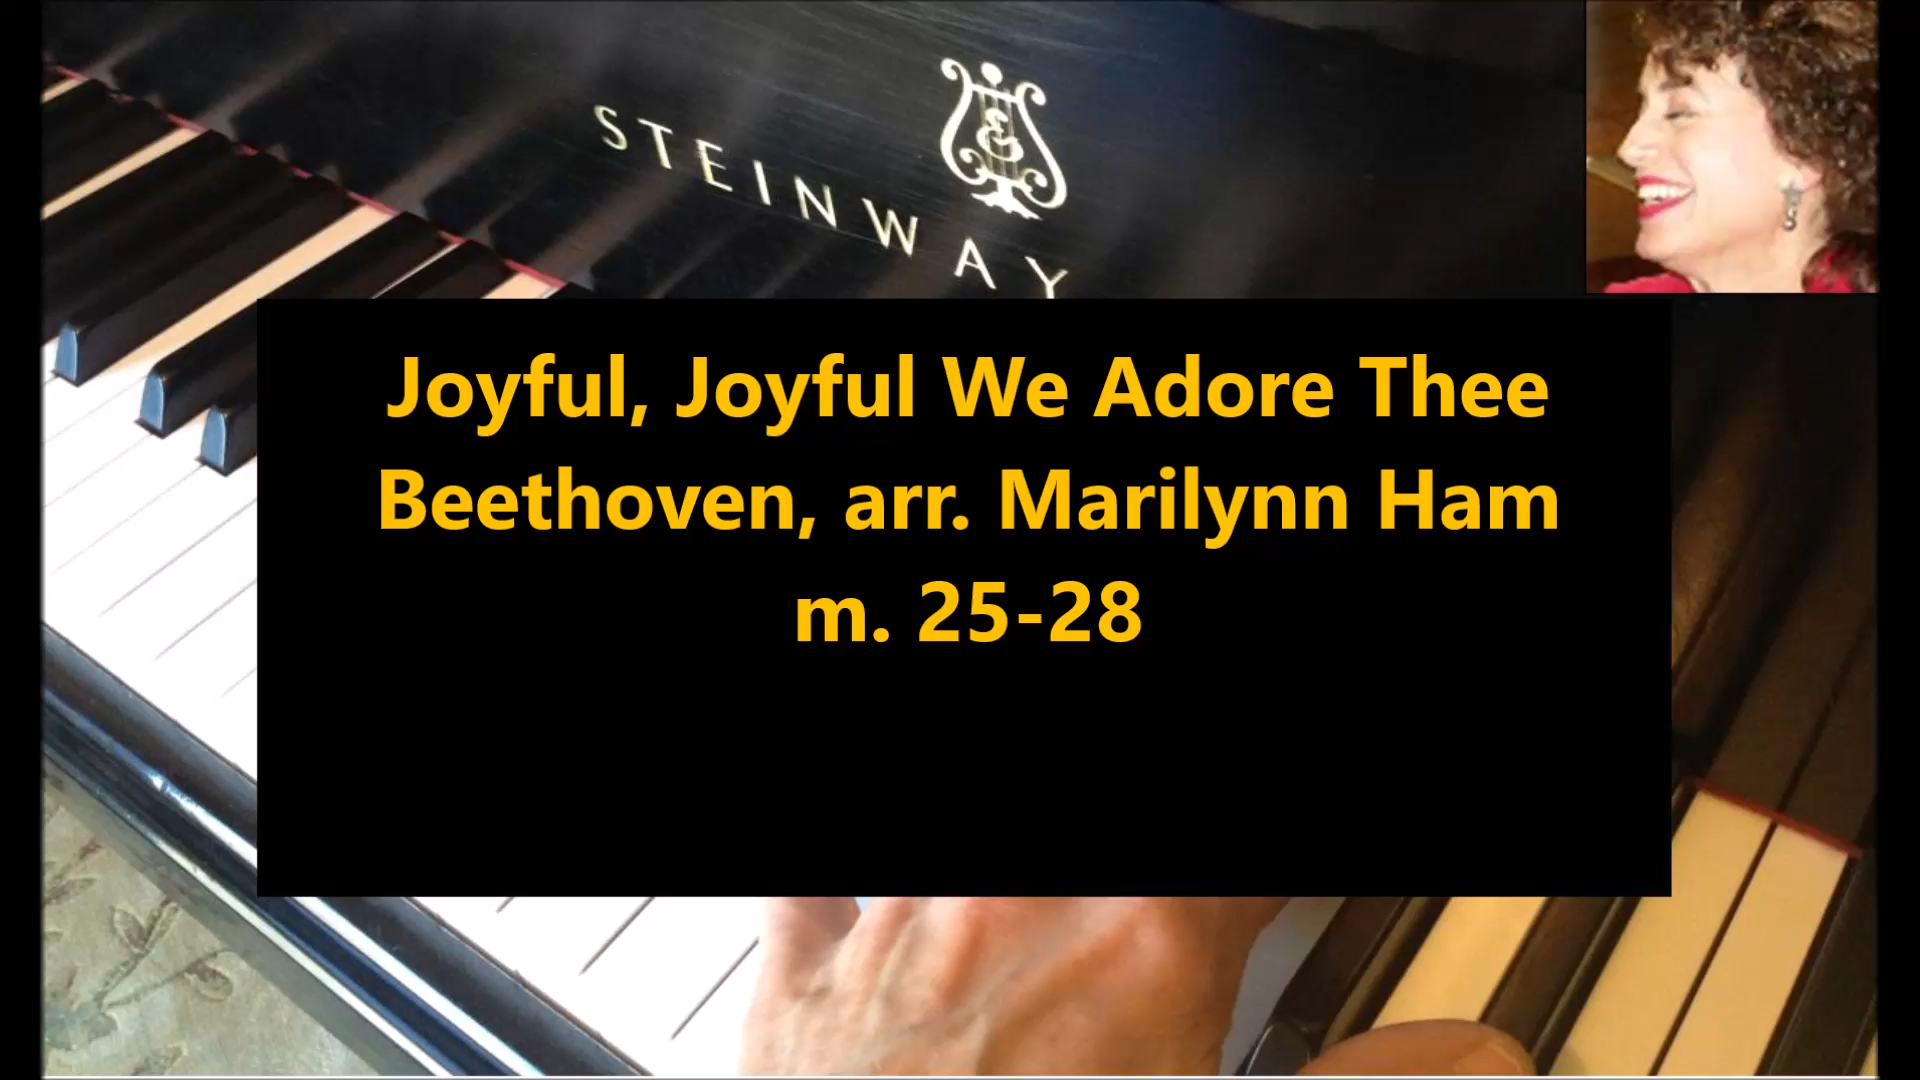 STEINWAY
Joyful, Joyful We Adore Thee
Beethoven, arr. Marilynn Ham
m. 25-28